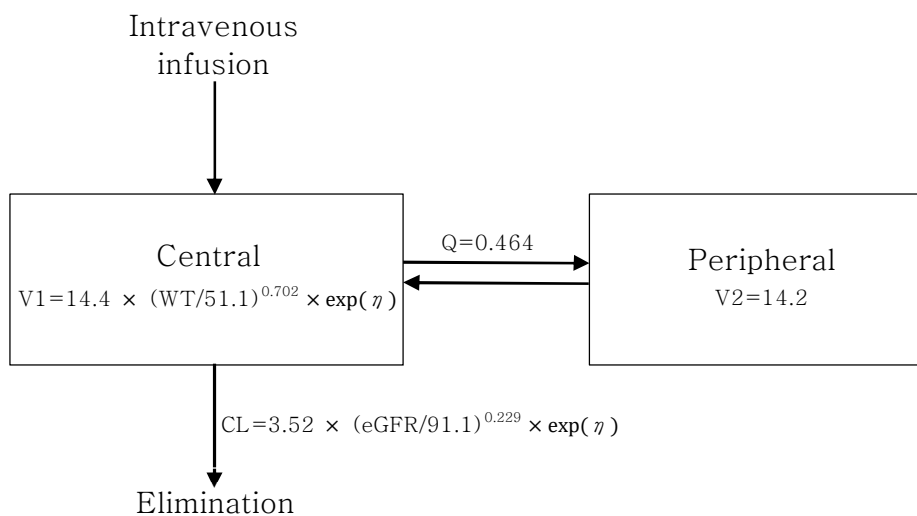 Intravenous
infusion
Central
V1=14.4 × (WT/51.1)^0.702 × exp(η)
Q=0.464
Peripheral
V2=14.2
CL=3.52 × (eGFR/91.1)^0.229 × exp(η)
Elimination